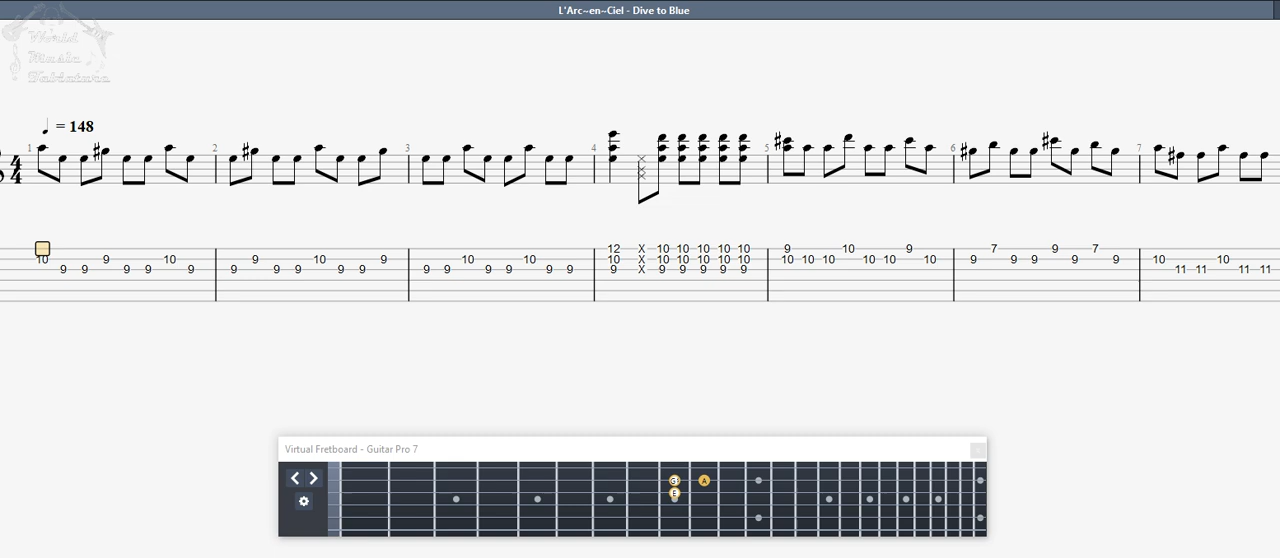 L'Arc~en~Ciel - Dive to Blue
World
Music
Tablature
= 148
1 2 3 4 5 6 7
4
4
12 X 10 10 10 10 10 9 10 7 9 7
10 9 9 10 9 10 9 10 10 10 X 10 10 10 10 10 10 10 10 10 10 9 10 9 9 9 9 9 10 10
9 9 9 9 9 9 9 9 9 9 9 9 9 9 9 9 X 9 9 9 9 9 11 11 11 11
Virtual Fretboard - Guitar Pro 7
G# A
E